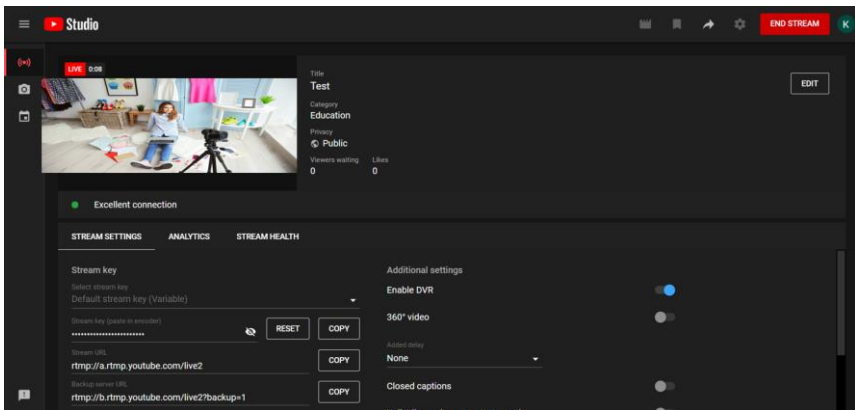 Studio
END STREAM
K
LIVE 0:08
Title
Test
EDIT
Category
Education
Privacy
Public
Viewers waiting Likes
0 0
Excellent connection
STREAM SETTINGS ANALYTICS STREAM HEALTH
Stream key
Select stream key
Default stream key (Variable)
Stream key (paste in encoder)
••••••••••••••••••••••••
RESET COPY
Stream URL
rtmp://a.rtmp.youtube.com/live2
COPY
Backup server URL
rtmp://b.rtmp.youtube.com/live2?backup=1
COPY
Additional settings
Enable DVR
360° video
Added delay
None
Closed captions